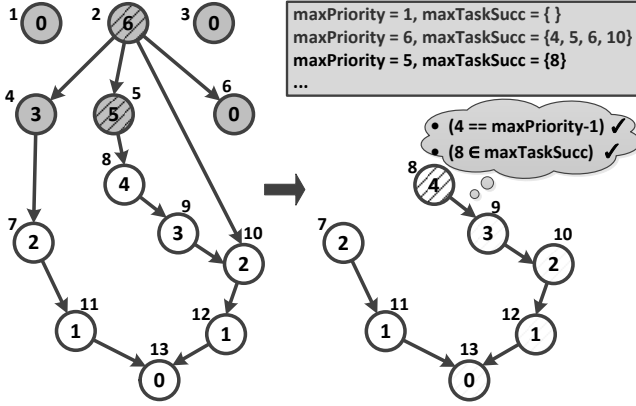 1 0 2 6 3 0
maxPriority = 1, maxTaskSucc = { }
maxPriority = 6, maxTaskSucc = {4, 5, 6, 10}
maxPriority = 5, maxTaskSucc = {8}
...
4 3 5 5 6 0
• (4 == maxPriority-1) ✓
• (8 ∈ maxTaskSucc) ✓
8 4 8 4
7 2 9 3 10 2 7 2 9 3 10 2
11 1 12 1 11 1 12 1
13 0 13 0